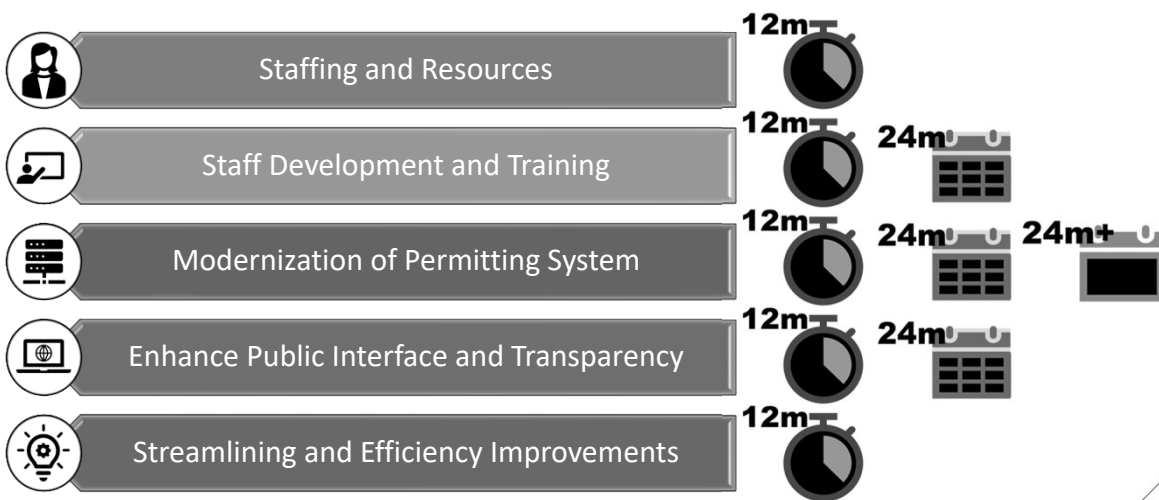 12m
Staffing and Resources
12m 24m
Staff Development and Training
12m 24m 24m+
Modernization of Permitting System
12m 24m
Enhance Public Interface and Transparency
12m
Streamlining and Efficiency Improvements